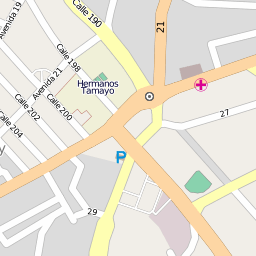 Avenida 19
Calle 190
21
Calle 198
Avenida 21
Hermanos
Tamayo
27
Calle 200
Calle 202
Calle 204
P
29